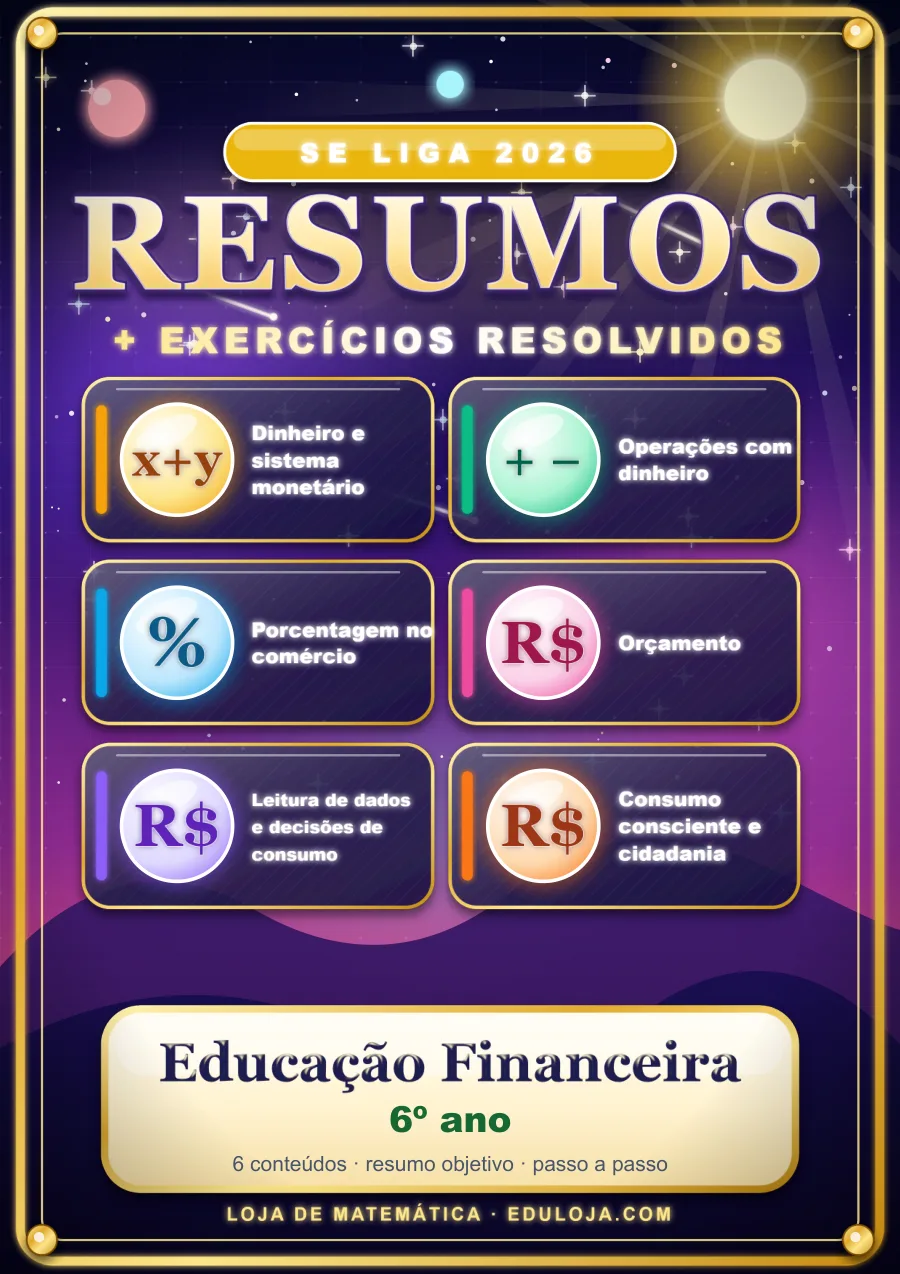 SE LIGA 2026
RESUMOS
+ EXERCÍCIOS RESOLVIDOS
x+y
Dinheiro e
sistema
monetário
+ −
Operações com
dinheiro
%
Porcentagem no
comércio
R$
Orçamento
R$
Leitura de dados
e decisões de
consumo
R$
Consumo
consciente e
cidadania
Educação Financeira
6º ano
6 conteúdos · resumo objetivo · passo a passo
LOJA DE MATEMÁTICA · EDULOJA.COM